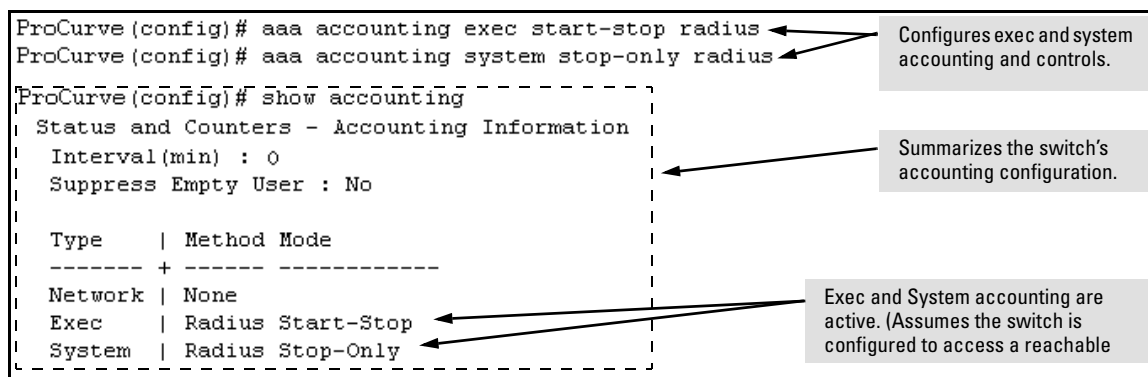 ProCurve(config)# aaa accounting exec start-stop radius
ProCurve(config)# aaa accounting system stop-only radius
Configures exec and system
accounting and controls.
ProCurve(config)# show accounting
Status and Counters - Accounting Information
Interval(min) : 0
Suppress Empty User : No
Summarizes the switch's
accounting configuration.
Type | Method Mode
------- + ------ ------------
Network | None
Exec | Radius Start-Stop
System | Radius Stop-Only
Exec and System accounting are
active. (Assumes the switch is
configured to access a reachable